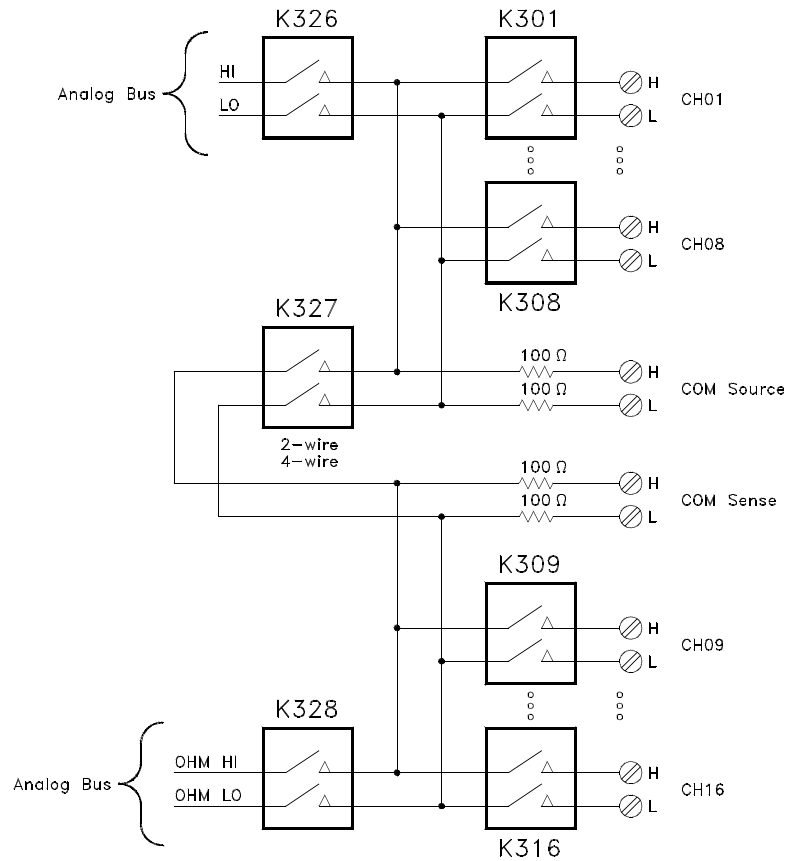 K326
K301
HI
H
Analog Bus
CH01
LO
L
H
CH08
L
K308
K327
100 Ω
H
100 Ω
COM Source
L
2-wire
4-wire
100 Ω
H
100 Ω
COM Sense
L
K309
H
CH09
L
K328
OHM HI
H
Analog Bus
CH16
OHM LO
L
K316